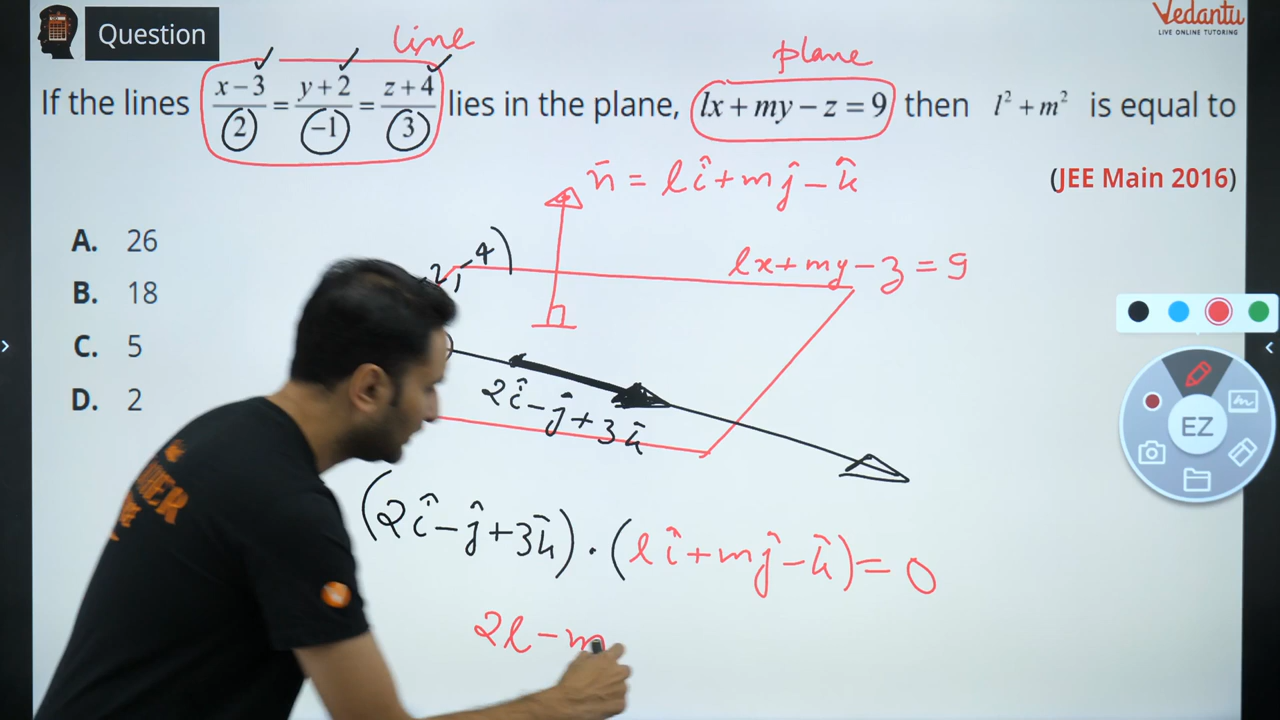 Question
Vedantu
LIVE ONLINE TUTORING
line
plane
If the lines x−3/2 = y+2/−1 = z+4/3 lies in the plane, lx + my − z = 9 then l² + m² is equal to
(JEE Main 2016)
n̄ = lî + mĵ − k̂
A. 26
B. 18
C. 5
D. 2
-2, -4)
lx + my − z = 9
2î − ĵ + 3k̂
(2î − ĵ + 3k̂) · (lî + mĵ − k̂) = 0
2l − m
EZ